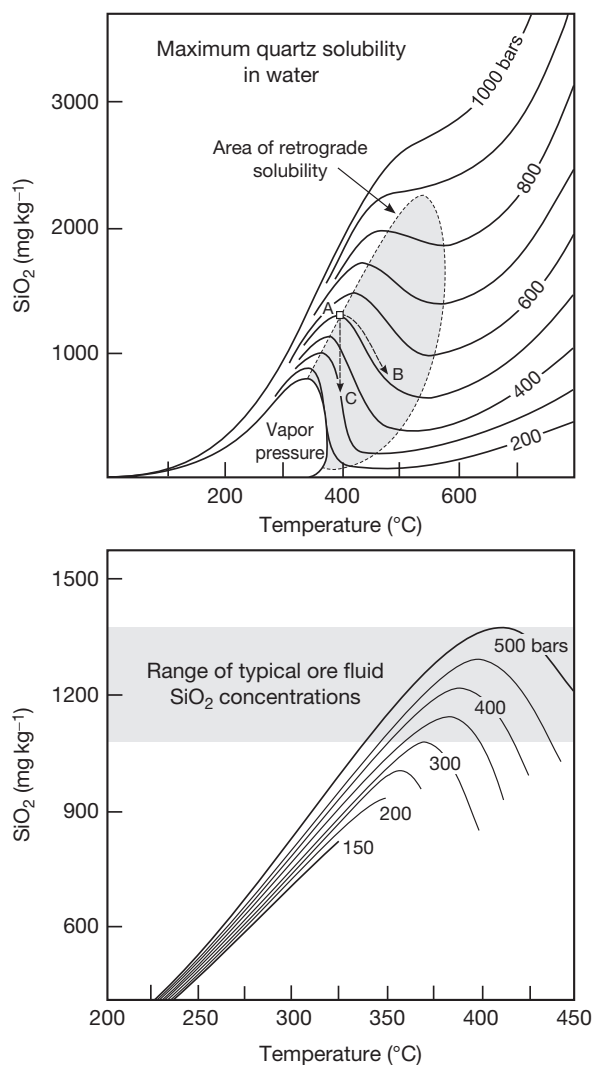 Maximum quartz solubility
in water
1000 bars
3000
Area of retrograde
solubility
800
SiO2 (mg kg−1)
2000
600
A
1000
B
400
C
Vapor
pressure
200
200
400
600
Temperature (°C)
1500
500 bars
Range of typical ore fluid
SiO2 concentrations
1200
400
SiO2 (mg kg−1)
300
900
200
150
600
200
250
300
350
400
450
Temperature (°C)